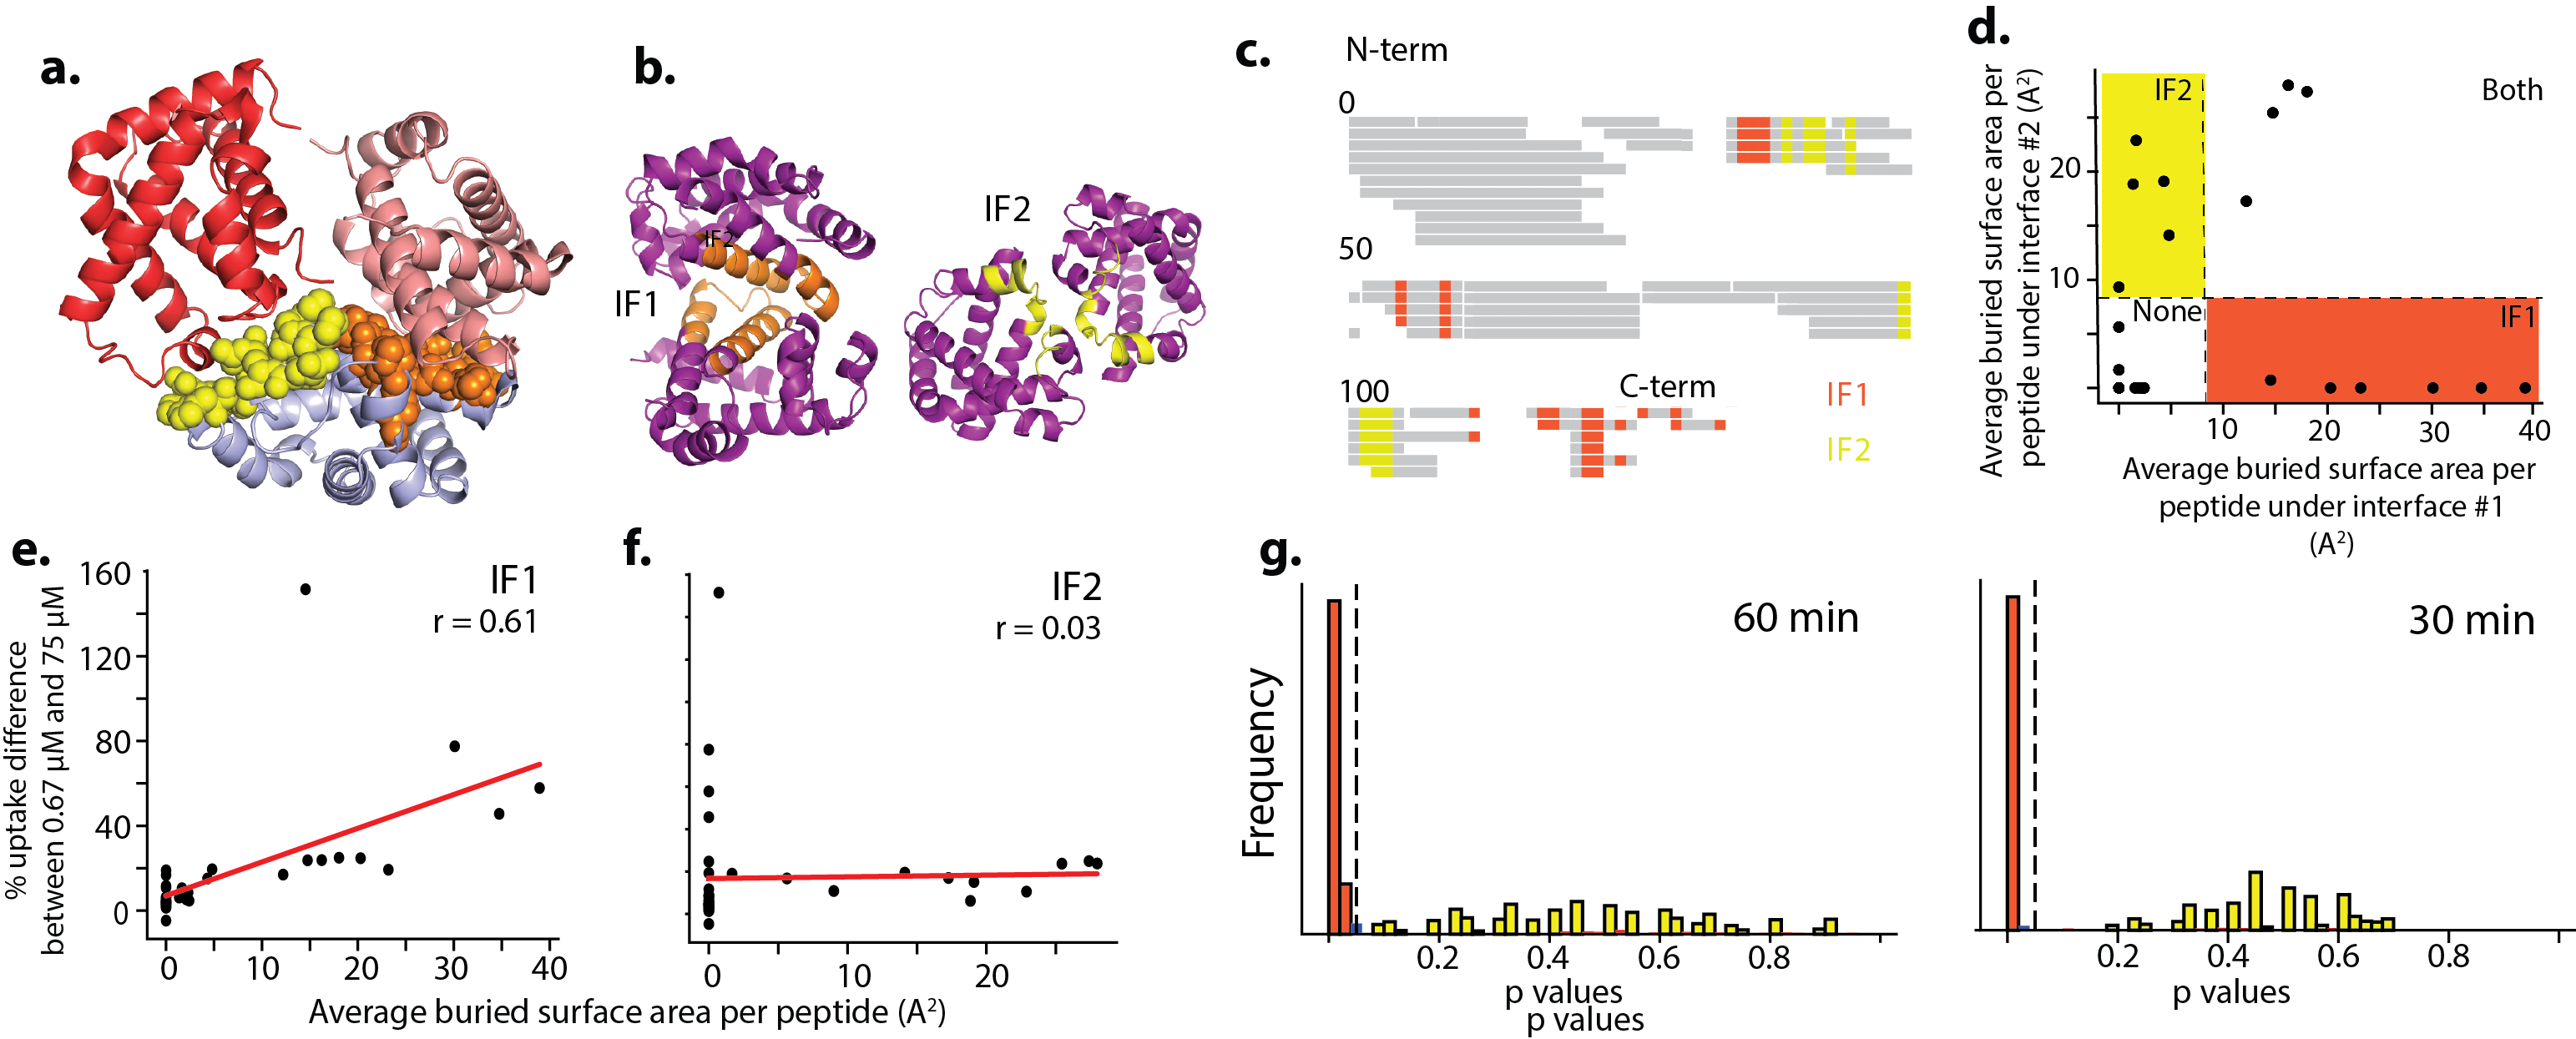 a.
b.
IF2
IF1
IF2
c.
N-term
0
50
100
C-term
IF1
IF2
d.
Average buried surface area per
peptide under interface #2 (A²)
20
10
IF2
Both
None
IF1
10 20 30 40
Average buried surface area per
peptide under interface #1
(A²)
e.
% uptake difference
between 0.67 µM and 75 µM
160
120
80
40
0
IF1
r = 0.61
0 10 20 30 40
f.
IF2
r = 0.03
0 10 20
Average buried surface area per peptide (A²)
g.
Frequency
60 min
0.2 0.4 0.6 0.8
p values
p values
30 min
0.2 0.4 0.6 0.8
p values